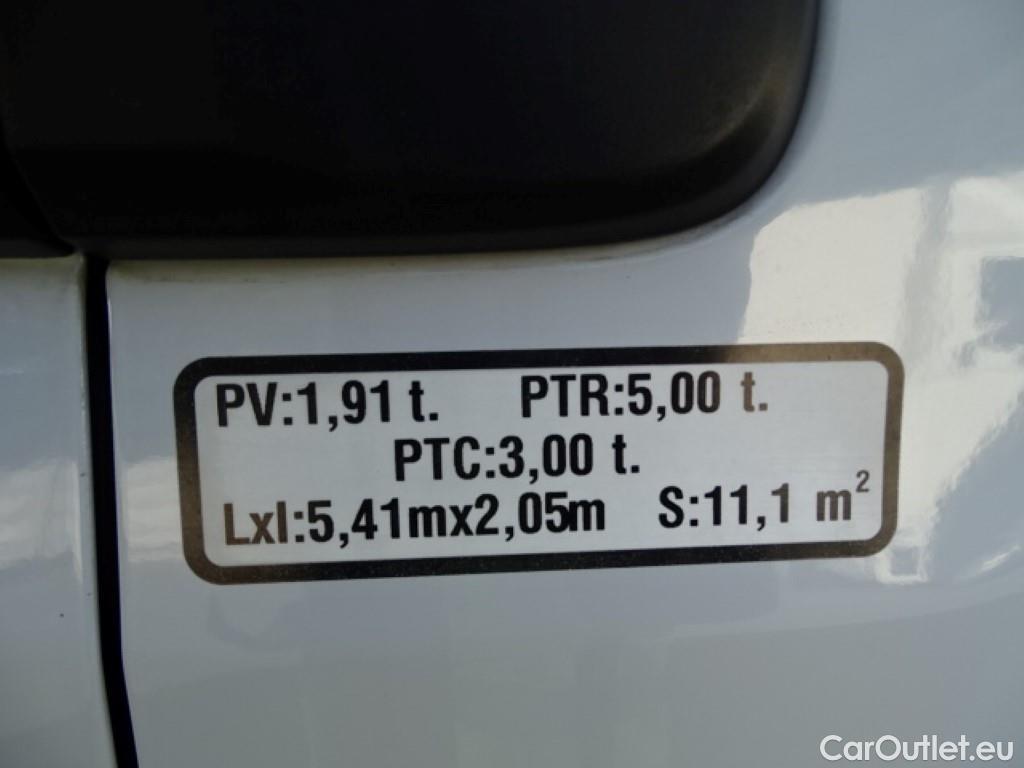 PV:1,91 t. PTR:5,00 t.
PTC:3,00 t.
Lxl:5,41mx2,05m S:11,1 m²
CarOutlet.eu